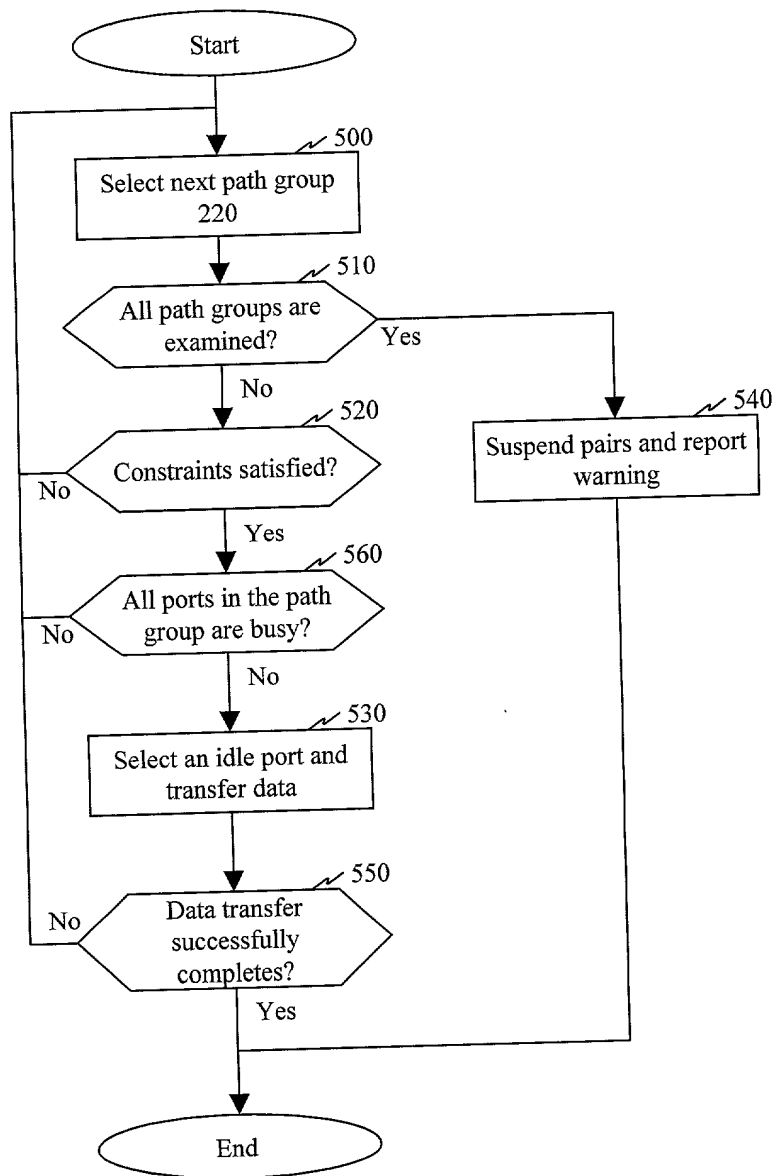 Start
500
Select next path group
220
510
All path groups are
examined?
Yes
No
520
Constraints satisfied?
No
Yes
540
Suspend pairs and report
warning
560
All ports in the path
group are busy?
No
No
530
Select an idle port and
transfer data
550
Data transfer
successfully
completes?
No
Yes
End